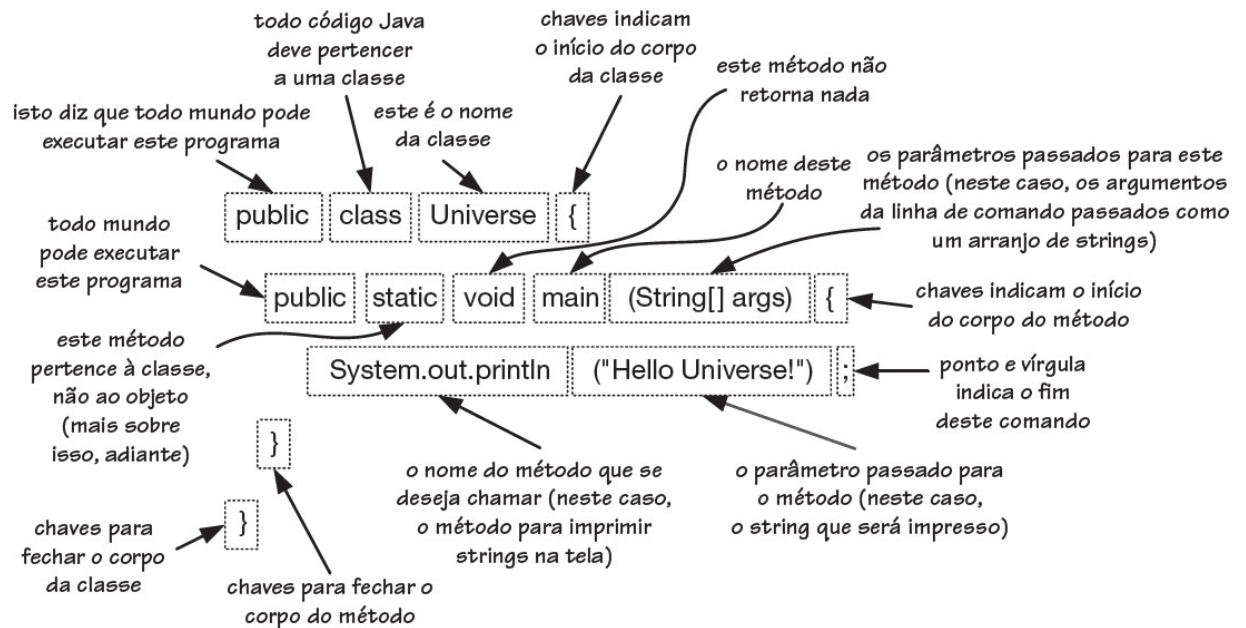 todo código Java
deve pertencer
a uma classe
chaves indicam
o início do corpo
da classe
este método não
retorna nada
isto diz que todo mundo pode
executar este programa
este é o nome
da classe
o nome deste
método
os parâmetros passados para este
método (neste caso, os argumentos
da linha de comando passados como
um arranjo de strings)
public class Universe {
todo mundo
pode executar
este programa
public static void main (String[] args) {
chaves indicam o início
do corpo do método
este método
pertence à classe,
não ao objeto
(mais sobre
isso, adiante)
System.out.println ("Hello Universe!") ;
ponto e vírgula
indica o fim
deste comando
}
o nome do método que se
deseja chamar (neste caso,
o método para imprimir
strings na tela)
o parâmetro passado para
o método (neste caso,
o string que será impresso)
}
chaves para
fechar o corpo
da classe
chaves para fechar o
corpo do método